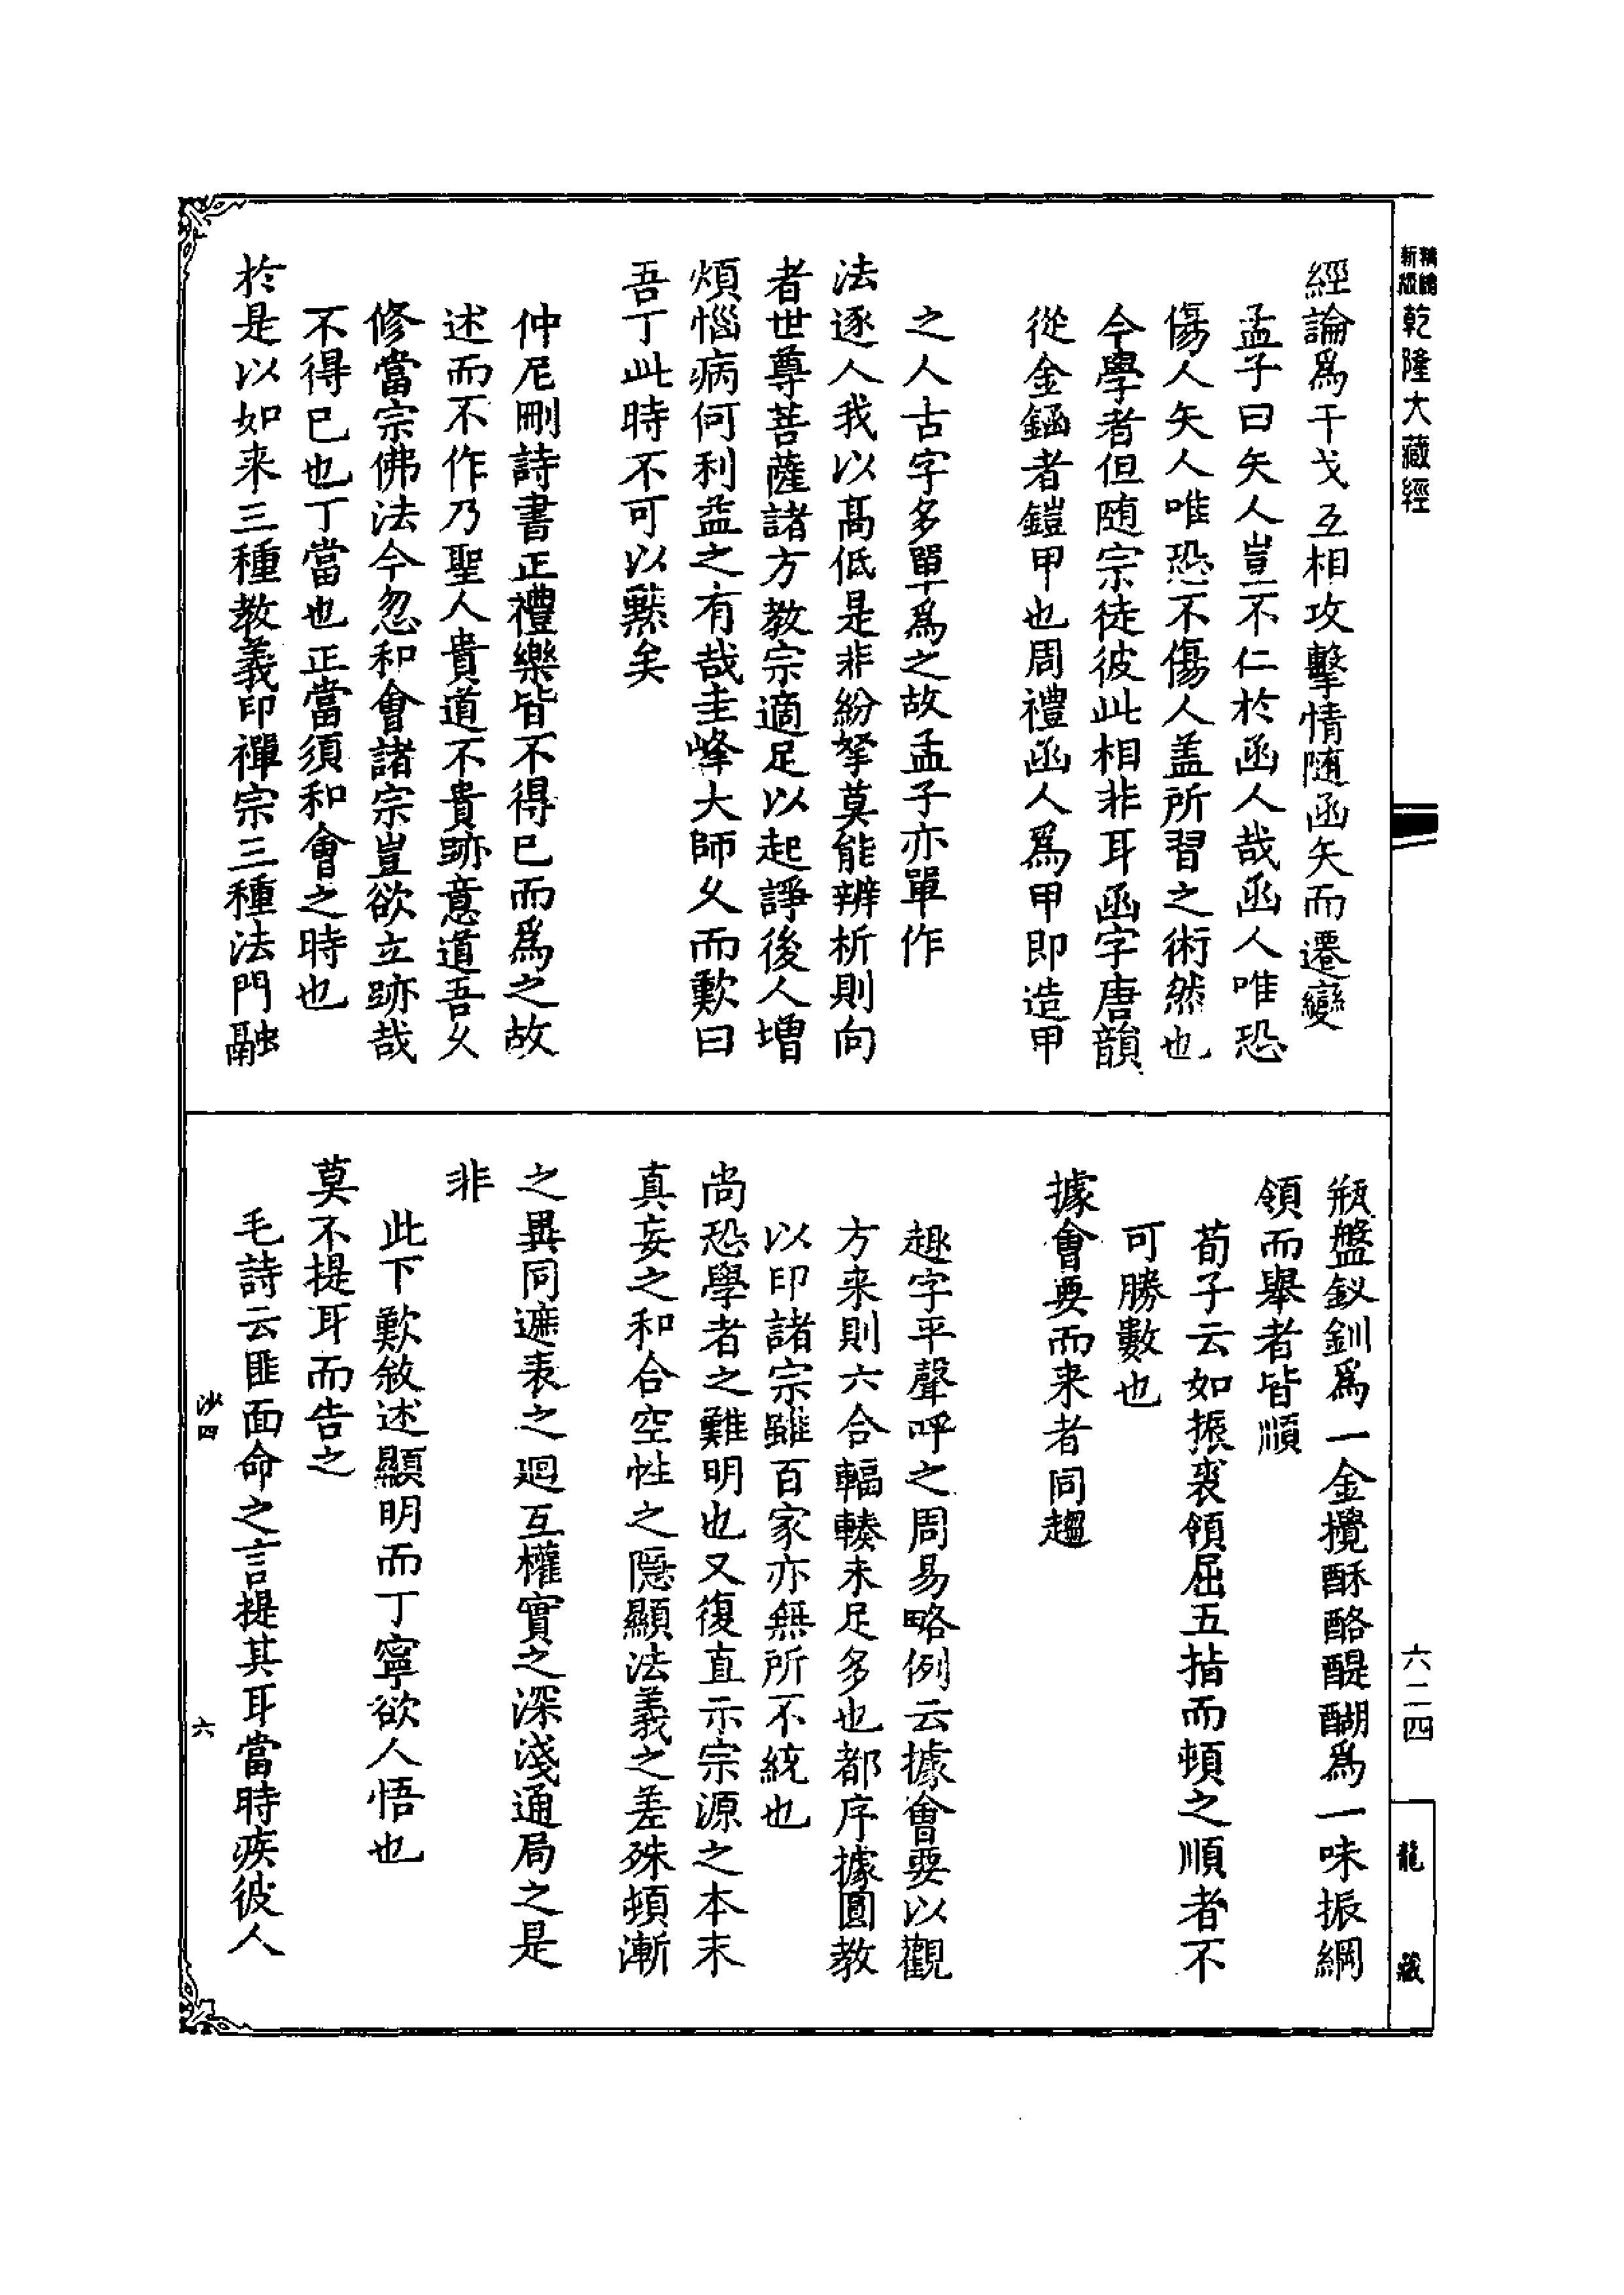 精縮
新版
乾隆大藏經
六二四
龍藏
經論爲干戈互相攻擊情隨函矢而遷變
孟子曰矢人豈不仁於函人哉函人唯恐
傷人矢人唯恐不傷人盖所習之術然也
今學者但随宗徒彼此相非耳函字唐韻
從金鋙者鎧甲也周禮函人爲甲即造甲
之人古字多單爲之故孟子亦單作
法逐人我以髙低是非紛拏莫能辨析則向
者世尊菩薩諸方教宗適足以起諍後人增
煩惱病何利益之有哉圭峰大師乆而歎曰
吾丁此時不可以黙矣
仲尼刪詩書正禮樂皆不得已而爲之故
述而不作乃聖人貴道不貴跡意道吾乆
修當宗佛法今忽和會諸宗豈欲立跡哉
不得已也丁當也正當須和會之時也
於是以如来三種教義印禪宗三種法門融
缾盤釵釧爲一金攪酥酪醍醐爲一味振綱
領而舉者皆順
荀子云如振裘領屈五指而頓之順者不
可勝數也
據會要而来者同趨
趣字平聲呼之周易略例云據會要以觀
方来則六合輻輳未足多也都序據圓教
以印諸宗雖百家亦無所不統也
尚恐學者之難明也又復直示宗源之本末
真妄之和合空性之隱顯法義之差殊頓漸
之異同遮表之迴互權實之深淺通局之是
非
此下歎敘述顯明而丁寧欲人悟也
莫不提耳而告之
毛詩云匪面命之言提其耳當時疾彼人
沙四
六